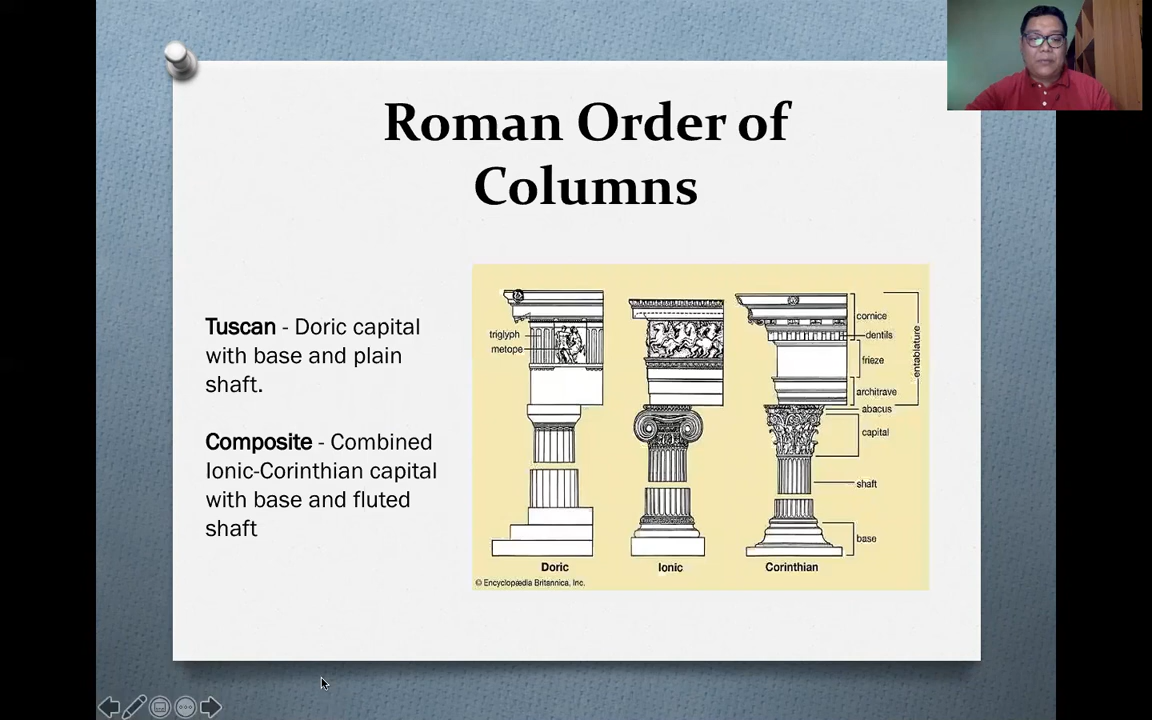 Roman Order of
Columns
Tuscan - Doric capital
with base and plain
shaft.
Composite - Combined
Ionic-Corinthian capital
with base and fluted
shaft
triglyph
metope
cornice
dentils
frieze
entablature
architrave
abacus
capital
shaft
base
Doric
Ionic
Corinthian
© Encyclopædia Britannica, Inc.